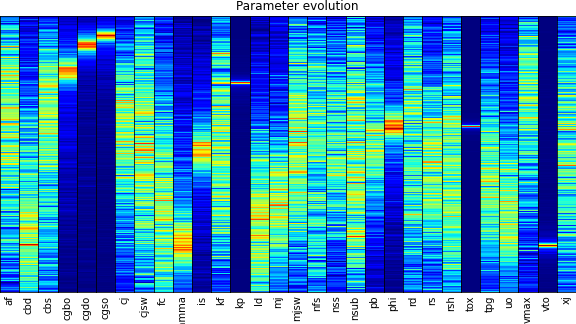 Parameter evolution
af cbd cbs cgbo cgdo cgso cj cjsw fc mma is kf kp ld mj mjsw nfs nss nsub pb phi rd rs rsh tox tpg uo vmax vto xj